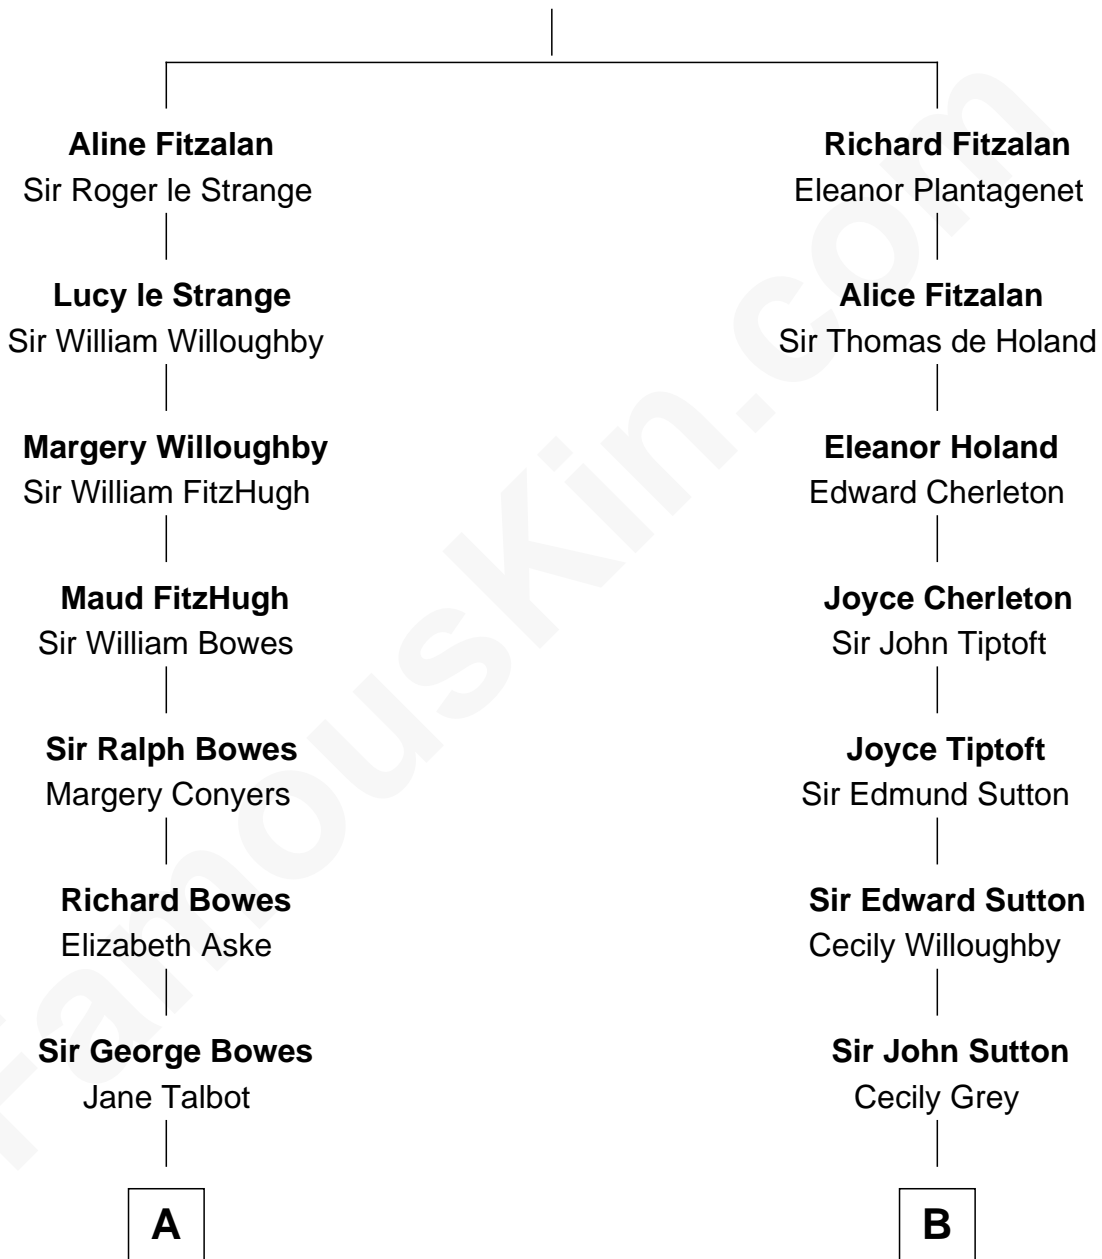 Aline Fitzalan
Sir Roger le Strange
Lucy le Strange
Sir William Willoughby
Margery Willoughby
Sir William FitzHugh
Maud FitzHugh
Sir William Bowes
Sir Ralph Bowes
Margery Conyers
Richard Bowes
Elizabeth Aske
Sir George Bowes
Jane Talbot
A
Richard Fitzalan
Eleanor Plantagenet
Alice Fitzalan
Sir Thomas de Holand
Eleanor Holand
Edward Cherleton
Joyce Cherleton
Sir John Tiptoft
Joyce Tiptoft
Sir Edmund Sutton
Sir Edward Sutton
Cecily Willoughby
Sir John Sutton
Cecily Grey
B
FamousKin.com